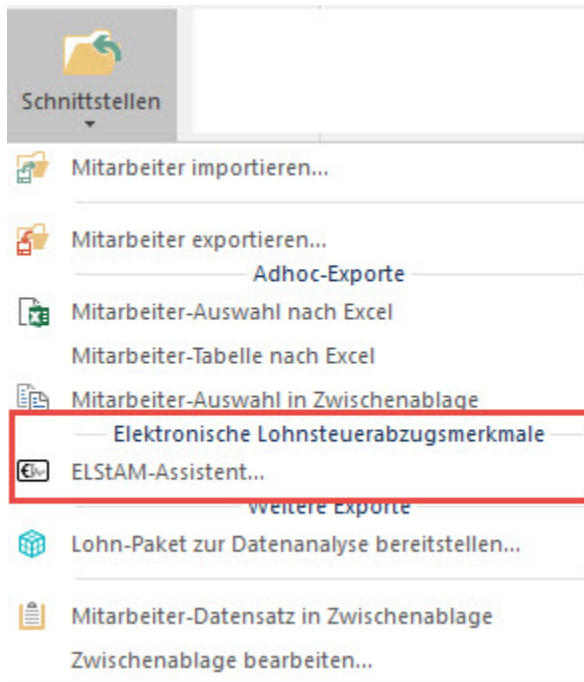 Schnittstellen
Mitarbeiter importieren...
Mitarbeiter exportieren...
Adhoc-Exporte
Mitarbeiter-Auswahl nach Excel
Mitarbeiter-Tabelle nach Excel
Mitarbeiter-Auswahl in Zwischenablage
Elektronische Lohnsteuerabzugsmerkmale
ELStAM-Assistent...
Weitere Exporte
Lohn-Paket zur Datenanalyse bereitstellen...
Mitarbeiter-Datensatz in Zwischenablage
Zwischenablage bearbeiten...